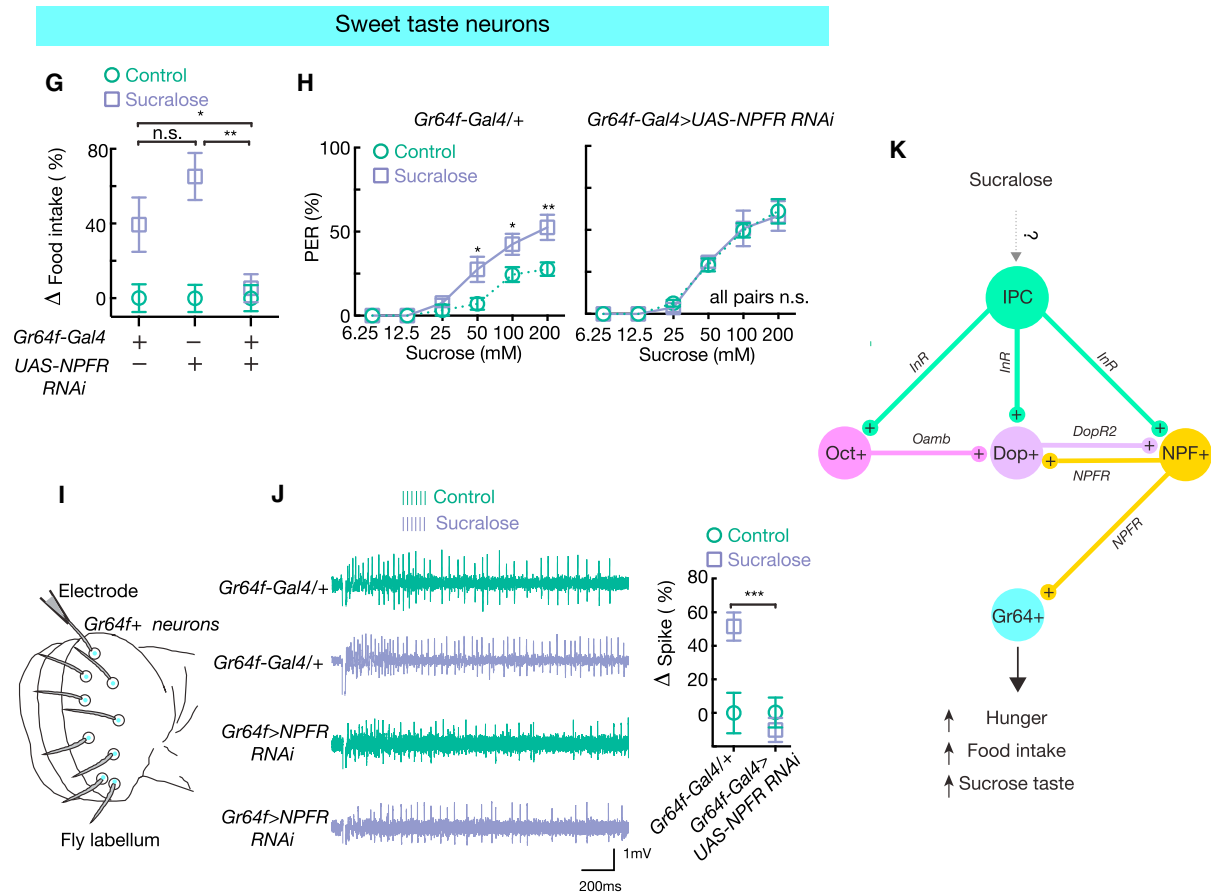 Sweet taste neurons
G
Control
Sucralose
*
n.s.
**
80
40
0
Δ Food intake ( %)
Gr64f-Gal4
+
−
+
UAS-NPFR
RNAi
−
+
+
H
Gr64f-Gal4/+
Gr64f-Gal4>UAS-NPFR RNAi
Control
Sucralose
100
50
0
PER (%)
*
*
**
6.25 12.5 25 50 100 200
Sucrose (mM)
all pairs n.s.
6.25 12.5 25 50 100 200
Sucrose (mM)
I
Electrode
Gr64f+ neurons
Fly labellum
J
Control
Sucralose
Gr64f-Gal4/+
Gr64f-Gal4/+
Gr64f>NPFR
RNAi
Gr64f>NPFR
RNAi
1mV
200ms
Control
Sucralose
80
60
40
20
0
Δ Spike ( %)
***
Gr64f-Gal4/+
Gr64f-Gal4>
UAS-NPFR RNAi
K
Sucralose
?
IPC
InR
InR
InR
+
+
+
Oct+
Oamb
+
Dop+
DopR2
+
NPF+
+
NPFR
NPFR
+
Gr64+
Hunger
Food intake
Sucrose taste